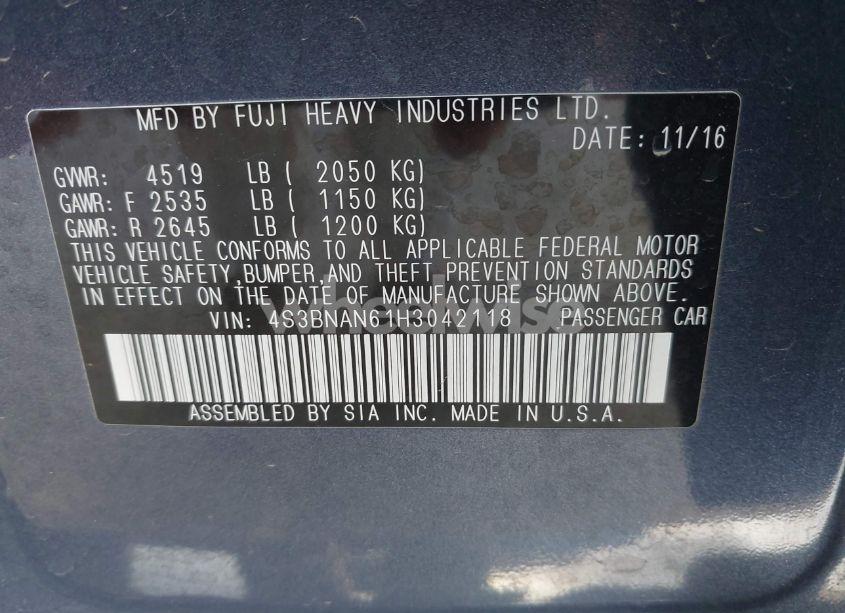 MFD BY FUJI HEAVY INDUSTRIES LTD.
DATE: 11/16
GVWR: 4519 LB ( 2050 KG)
GAWR: F 2535 LB ( 1150 KG)
GAWR: R 2645 LB ( 1200 KG)
THIS VEHICLE CONFORMS TO ALL APPLICABLE FEDERAL MOTOR
VEHICLE SAFETY,BUMPER,AND THEFT PREVENTION STANDARDS
IN EFFECT ON THE DATE OF MANUFACTURE SHOWN ABOVE.
VIN: 4S3BNAN61H3042118 PASSENGER CAR
wheelwise
ASSEMBLED BY SIA INC. MADE IN U.S.A.